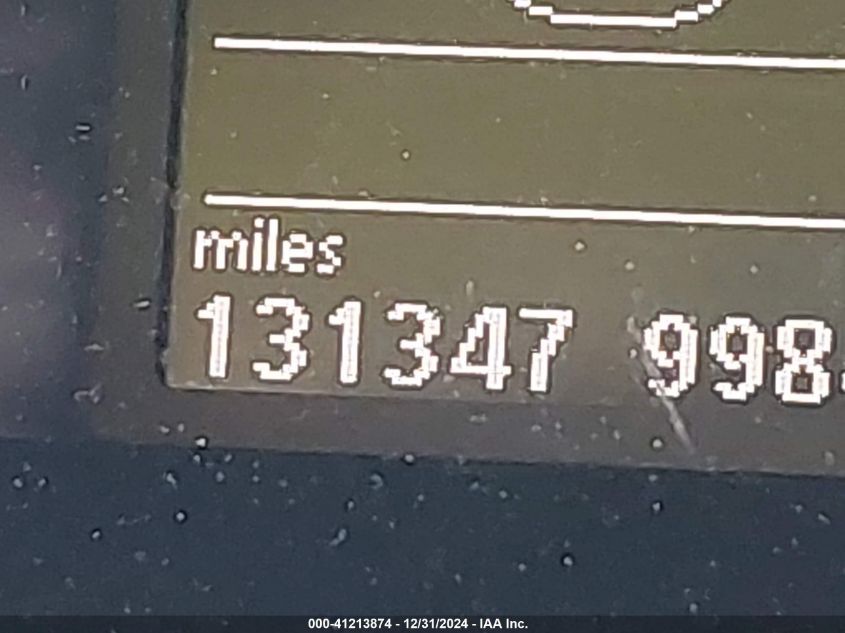 miles
131347 998.
000-41213874 - 12/31/2024 - IAA Inc.